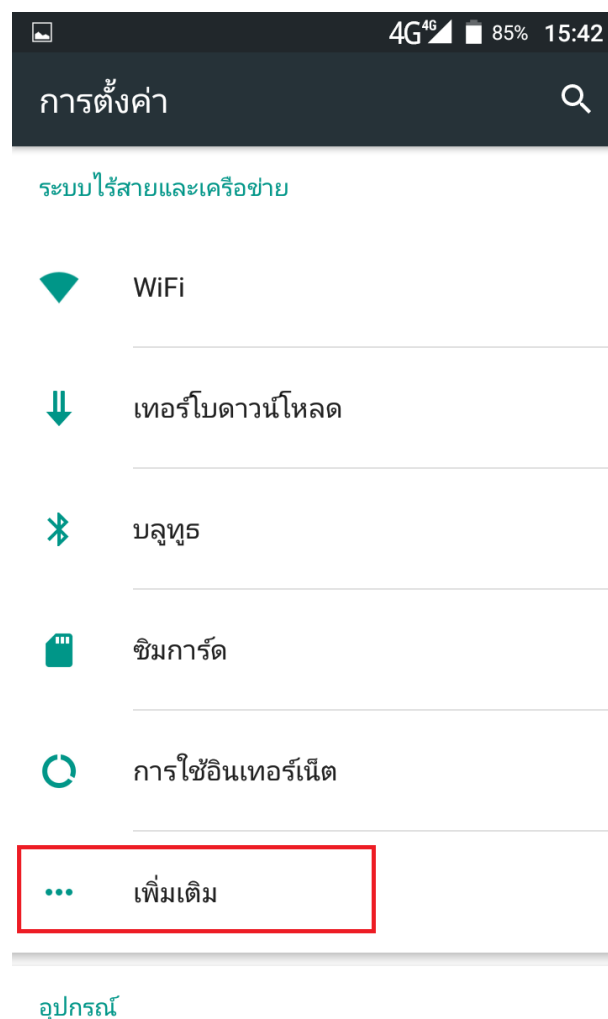 4G 4G 85% 15:42
การตั้งค่า
ระบบไร้สายและเครือข่าย
WiFi
เทอร์โบดาวน์โหลด
บลูทูธ
ซิมการ์ด
การใช้อินเทอร์เน็ต
เพิ่มเติม
อุปกรณ์